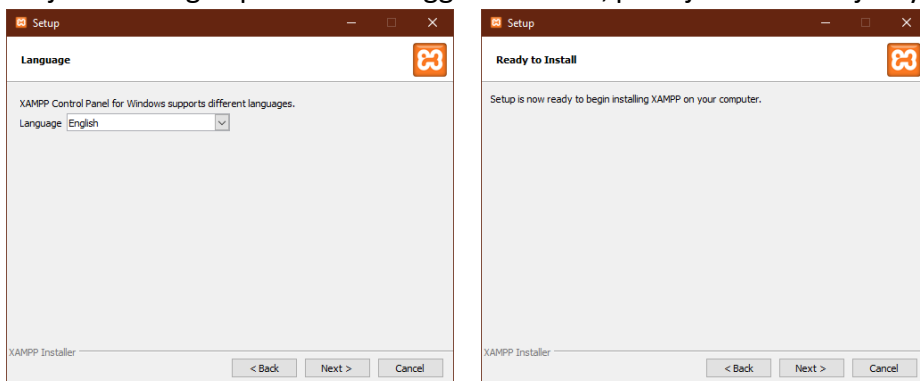 Setup
Language
XAMPP Control Panel for Windows supports different languages.
Language English
XAMPP Installer
< Back Next > Cancel
Setup
Ready to Install
Setup is now ready to begin installing XAMPP on your computer.
XAMPP Installer
< Back Next > Cancel